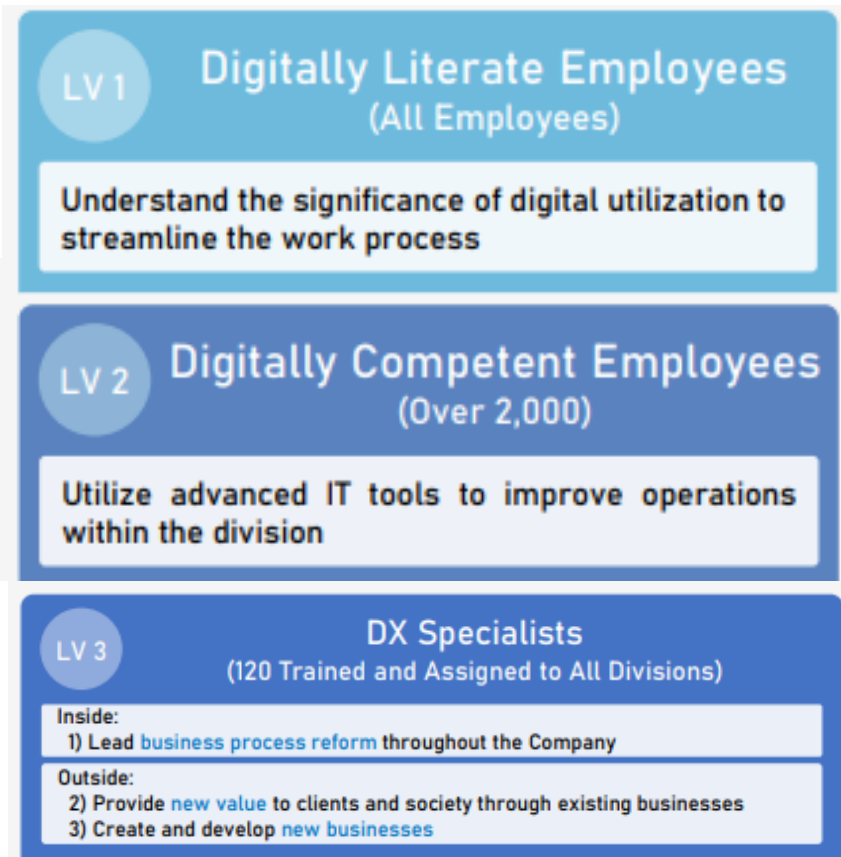 LV 1
Digitally Literate Employees
(All Employees)
Understand the significance of digital utilization to
streamline the work process
LV 2
Digitally Competent Employees
(Over 2,000)
Utilize advanced IT tools to improve operations
within the division
LV 3
DX Specialists
(120 Trained and Assigned to All Divisions)
Inside:
1) Lead business process reform throughout the Company
Outside:
2) Provide new value to clients and society through existing businesses
3) Create and develop new businesses